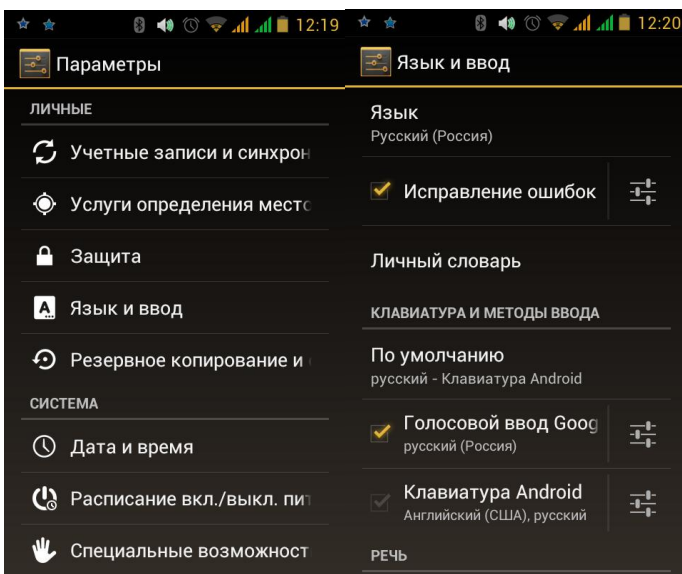 12:19
Параметры
ЛИЧНЫЕ
Учетные записи и синхрон
Услуги определения местс
Защита
Язык и ввод
Резервное копирование и
СИСТЕМА
Дата и время
Расписание вкл./выкл. пит
Специальные возможност
12:20
Язык и ввод
Язык
Русский (Россия)
Исправление ошибок
Личный словарь
КЛАВИАТУРА И МЕТОДЫ ВВОДА
По умолчанию
русский - Клавиатура Android
Голосовой ввод Goog
русский (Россия)
Клавиатура Android
Английский (США), русский
РЕЧЬ